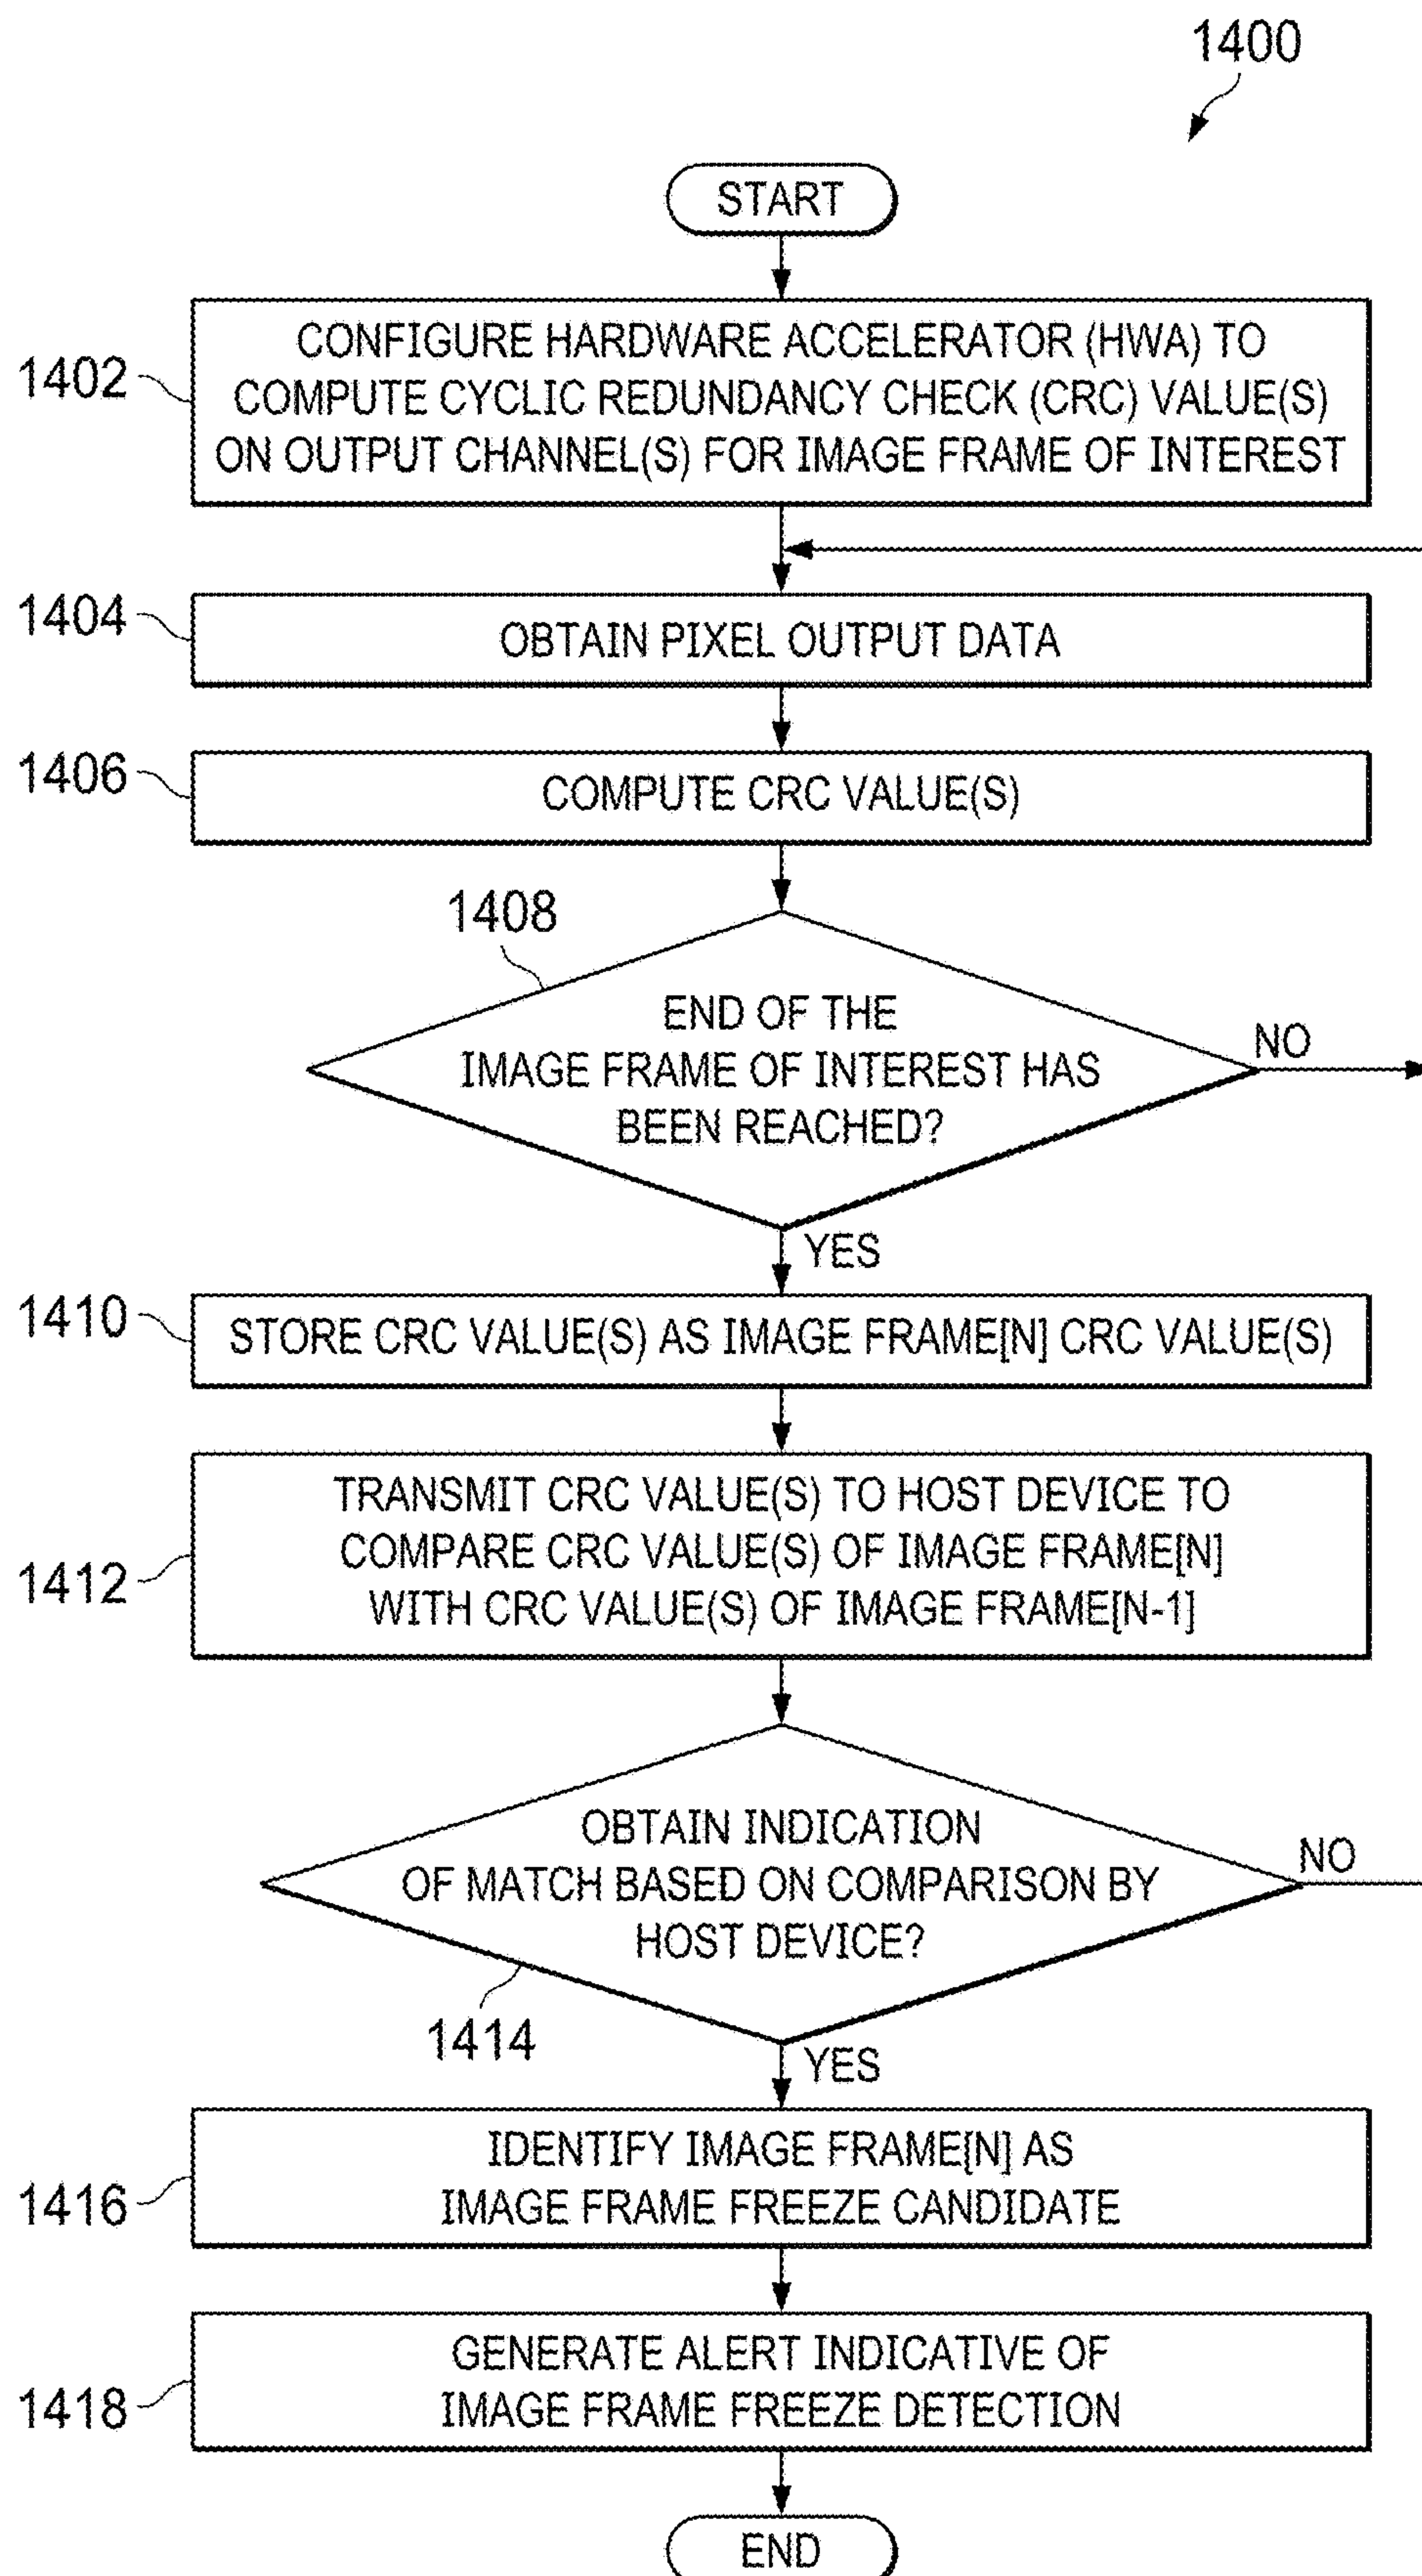 1400
START
1402
CONFIGURE HARDWARE ACCELERATOR (HWA) TO
COMPUTE CYCLIC REDUNDANCY CHECK (CRC) VALUE(S)
ON OUTPUT CHANNEL(S) FOR IMAGE FRAME OF INTEREST
1404
OBTAIN PIXEL OUTPUT DATA
1406
COMPUTE CRC VALUE(S)
1408
END OF THE
IMAGE FRAME OF INTEREST HAS
BEEN REACHED?
NO
YES
1410
STORE CRC VALUE(S) AS IMAGE FRAME[N] CRC VALUE(S)
1412
TRANSMIT CRC VALUE(S) TO HOST DEVICE TO
COMPARE CRC VALUE(S) OF IMAGE FRAME[N]
WITH CRC VALUE(S) OF IMAGE FRAME[N-1]
OBTAIN INDICATION
OF MATCH BASED ON COMPARISON BY
HOST DEVICE?
NO
1414
YES
1416
IDENTIFY IMAGE FRAME[N] AS
IMAGE FRAME FREEZE CANDIDATE
1418
GENERATE ALERT INDICATIVE OF
IMAGE FRAME FREEZE DETECTION
END